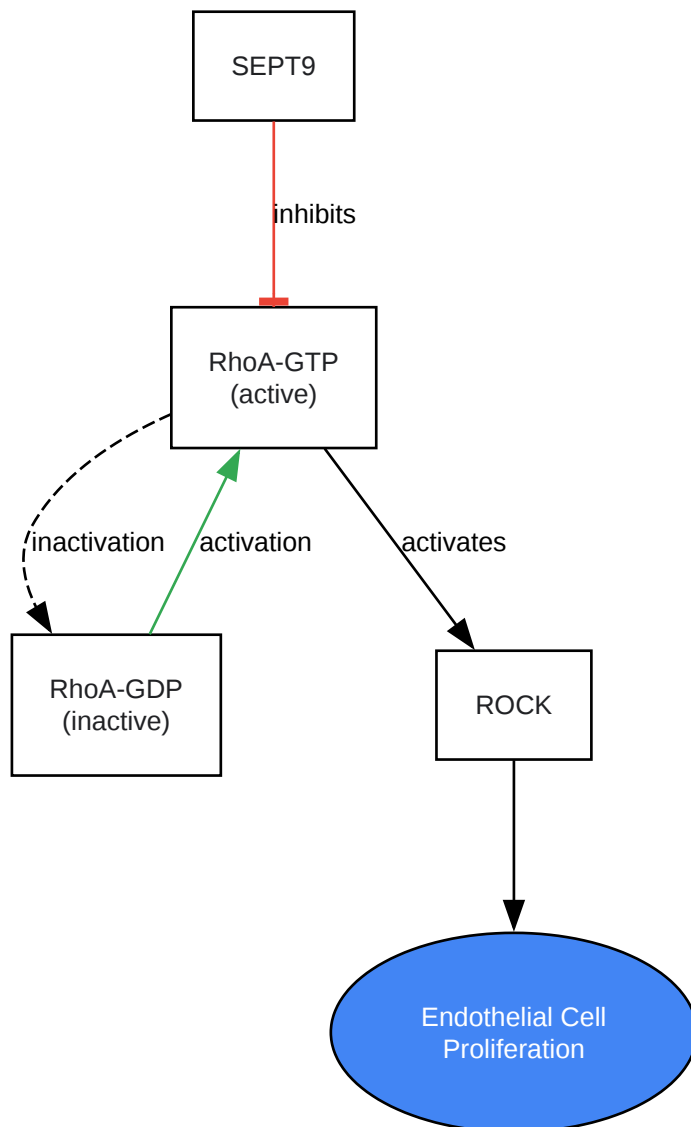 SEPT9
inhibits
RhoA-GTP
(active)
inactivation
activation
activates
RhoA-GDP
(inactive)
ROCK
Endothelial Cell
Proliferation